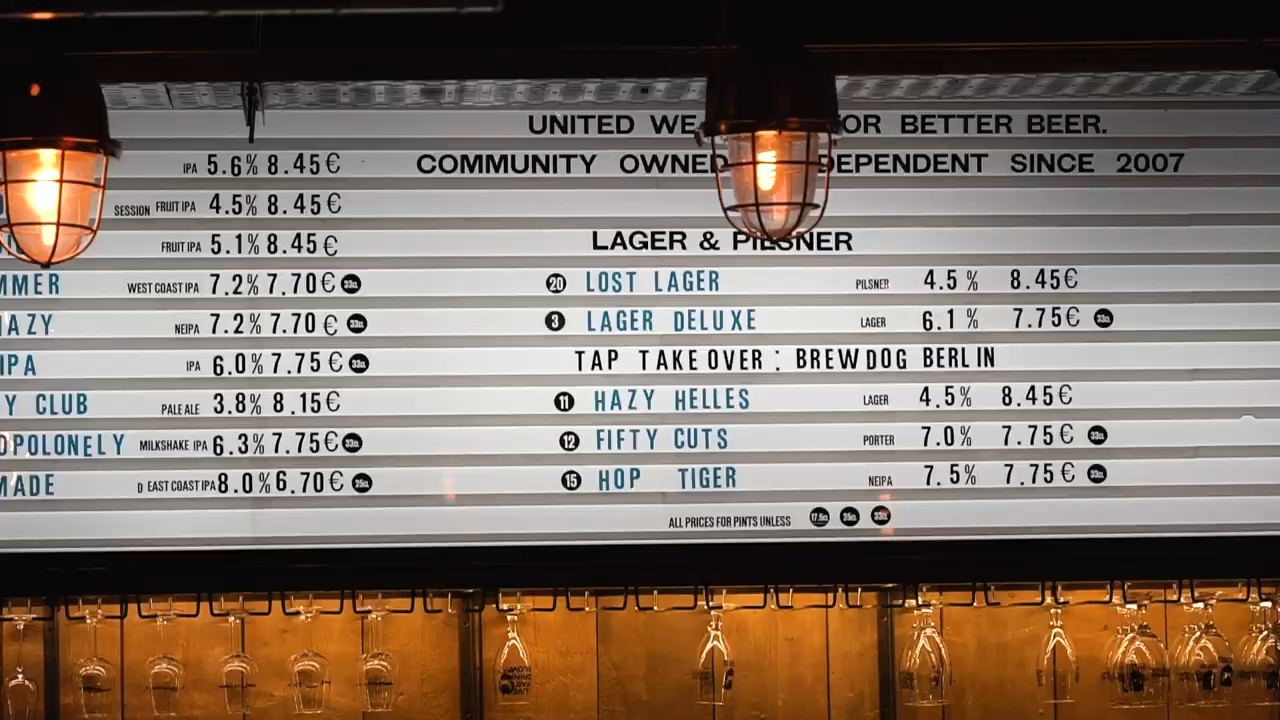 UNITED WE OR BETTER BEER.
COMMUNITY OWNED DEPENDENT SINCE 2007
IPA 5.6% 8.45€
SESSION FRUIT IPA 4.5% 8.45€
FRUIT IPA 5.1% 8.45€
MMER WEST COAST IPA 7.2% 7.70€ 33cl
HAZY NEIPA 7.2% 7.70€ 33cl
IPA IPA 6.0% 7.75€ 33cl
Y CLUB PALE ALE 3.8% 8.15€
OPOLONELY MILKSHAKE IPA 6.3% 7.75€ 33cl
MADE D EAST COAST IPA 8.0% 6.70€ 25cl
LAGER & PILSNER
20 LOST LAGER PILSNER 4.5% 8.45€
3 LAGER DELUXE LAGER 6.1% 7.75€ 33cl
TAP TAKEOVER: BREWDOG BERLIN
11 HAZY HELLES LAGER 4.5% 8.45€
12 FIFTY CUTS PORTER 7.0% 7.75€ 33cl
15 HOP TIGER NEIPA 7.5% 7.75€ 33cl
ALL PRICES FOR PINTS UNLESS 17.5cl 25cl 33cl